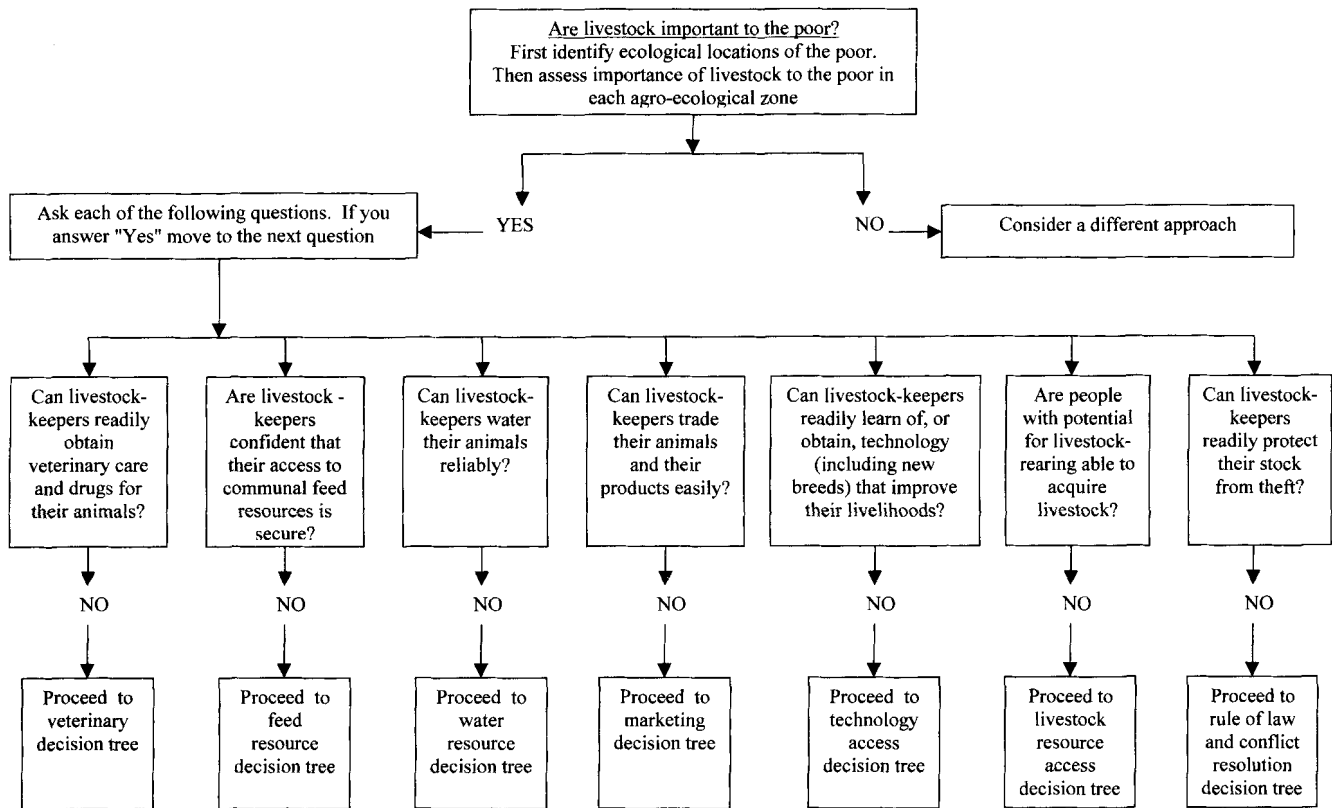 Are livestock important to the poor?
First identify ecological locations of the poor.
Then assess importance of livestock to the poor in
each agro-ecological zone
Ask each of the following questions. If you
answer "Yes" move to the next question
YES
NO
Consider a different approach
Can livestock-
keepers readily
obtain
veterinary care
and drugs for
their animals?
Are livestock -
keepers
confident that
their access to
communal feed
resources is
secure?
Can livestock-
keepers water
their animals
reliably?
Can livestock-
keepers trade
their animals
and their
products easily?
Can livestock-keepers
readily learn of, or
obtain, technology
(including new
breeds) that improve
their livelihoods?
Are people
with potential
for livestock-
rearing able to
acquire
livestock?
Can livestock-
keepers
readily protect
their stock
from theft?
NO
NO
NO
NO
NO
NO
NO
Proceed to
veterinary
decision tree
Proceed to
feed
resource
decision tree
Proceed to
water
resource
decision tree
Proceed to
marketing
decision tree
Proceed to
technology
access
decision tree
Proceed to
livestock
resource
access
decision tree
Proceed to
rule of law
and conflict
resolution
decision tree